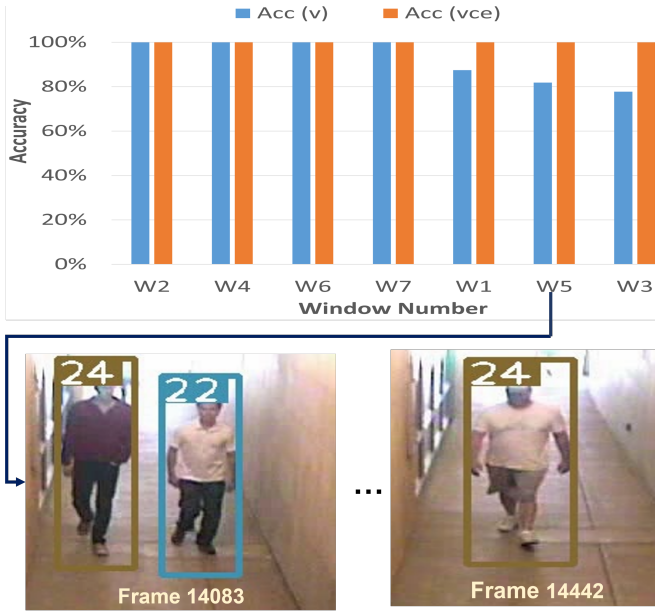 Acc (v) Acc (vce)
100%
80%
60%
40%
20%
0%
Accuracy
W2 W4 W6 W7 W1 W5 W3
Window Number
24
22
24
...
Frame 14083
Frame 14442